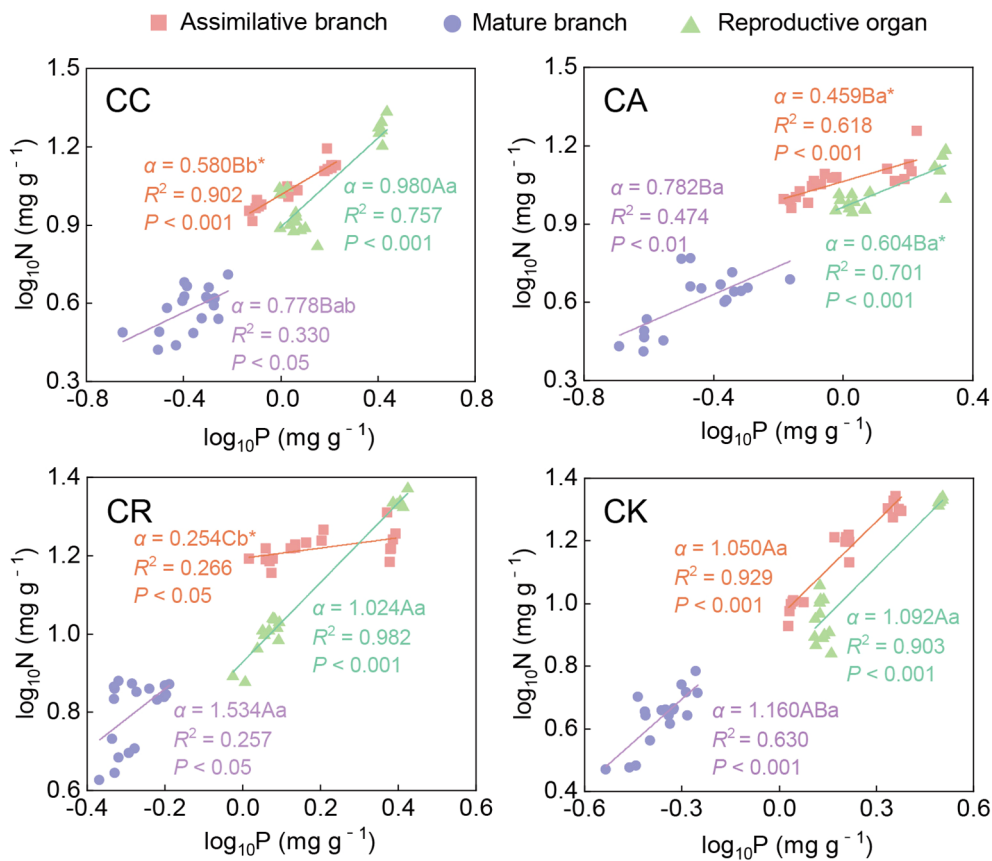 Assimilative branch Mature branch Reproductive organ
CC
1.5
1.2
0.9
0.6
0.3
log₁₀N (mg g⁻¹)
α = 0.580Bb*
R² = 0.902
P < 0.001
α = 0.980Aa
R² = 0.757
P < 0.001
α = 0.778Bab
R² = 0.330
P < 0.05
-0.8 -0.4 0.0 0.4 0.8
log₁₀P (mg g⁻¹)
CA
1.5
1.2
0.9
0.6
0.3
log₁₀N (mg g⁻¹)
α = 0.459Ba*
R² = 0.618
P < 0.001
α = 0.782Ba
R² = 0.474
P < 0.01
α = 0.604Ba*
R² = 0.701
P < 0.001
-0.8 -0.4 0.0 0.4
log₁₀P (mg g⁻¹)
CR
1.4
1.2
1.0
0.8
0.6
log₁₀N (mg g⁻¹)
α = 0.254Cb*
R² = 0.266
P < 0.05
α = 1.024Aa
R² = 0.982
P < 0.001
α = 1.534Aa
R² = 0.257
P < 0.05
-0.4 -0.2 0.0 0.2 0.4 0.6
log₁₀P (mg g⁻¹)
CK
1.4
1.2
1.0
0.8
0.6
0.4
log₁₀N (mg g⁻¹)
α = 1.050Aa
R² = 0.929
P < 0.001
α = 1.092Aa
R² = 0.903
P < 0.001
α = 1.160ABa
R² = 0.630
P < 0.001
-0.6 -0.3 0.0 0.3 0.6
log₁₀P (mg g⁻¹)